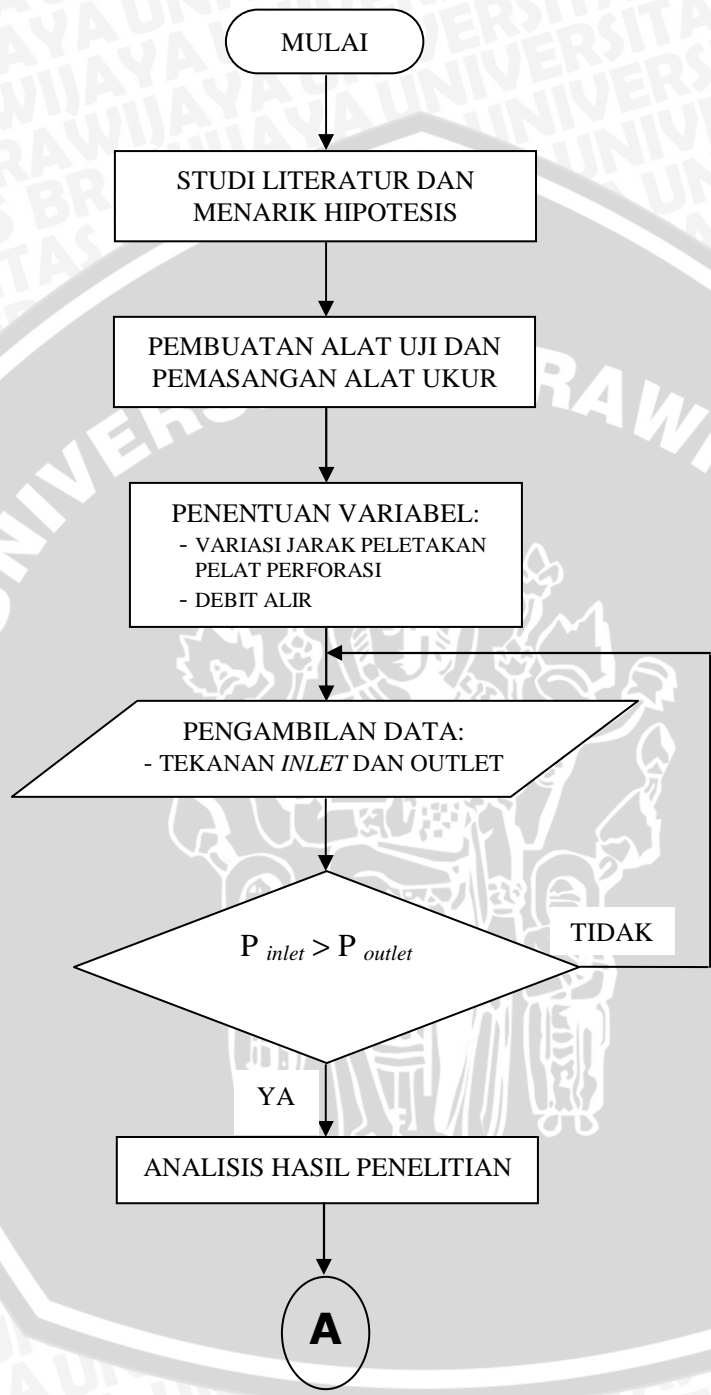 MULAI
STUDI LITERATUR DAN
MENARIK HIPOTESIS
PEMBUATAN ALAT UJI DAN
PEMASANGAN ALAT UKUR
PENENTUAN VARIABEL:
- VARIASI JARAK PELETAKAN
PELAT PERFORASI
- DEBIT ALIR
PENGAMBILAN DATA:
- TEKANAN INLET DAN OUTLET
P inlet > P outlet
TIDAK
YA
ANALISIS HASIL PENELITIAN
A